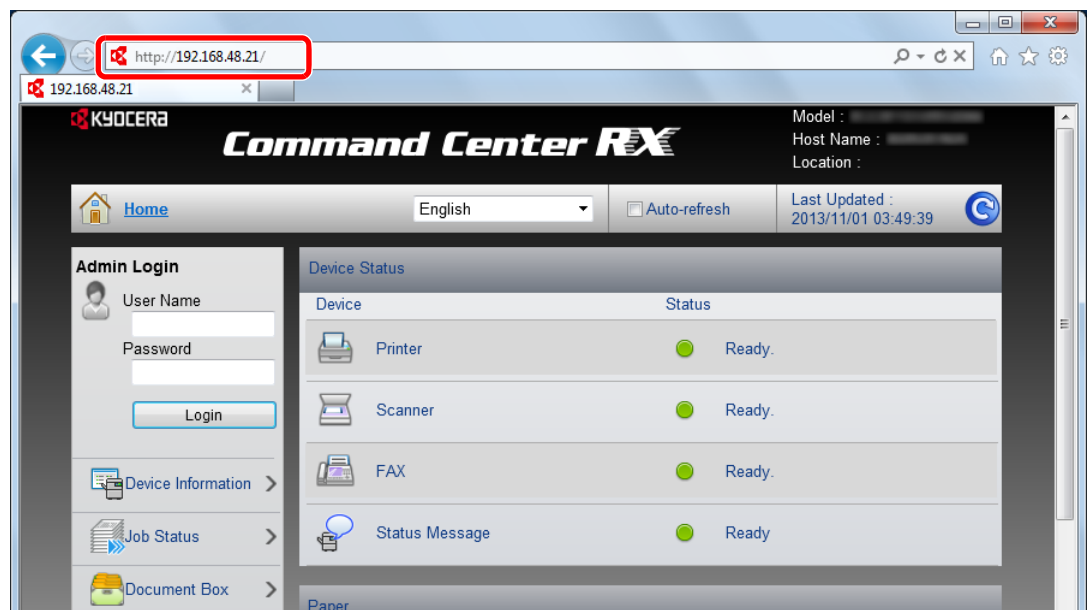 http://192.168.48.21/
192.168.48.21
KYOCERA
Command Center RX
Model :
Host Name :
Location :
Home
English
Auto-refresh
Last Updated :
2013/11/01 03:49:39
Admin Login
User Name
Password
Login
Device Information
Job Status
Document Box
Device Status
Device Status
Printer Ready.
Scanner Ready.
FAX Ready.
Status Message Ready
Paper